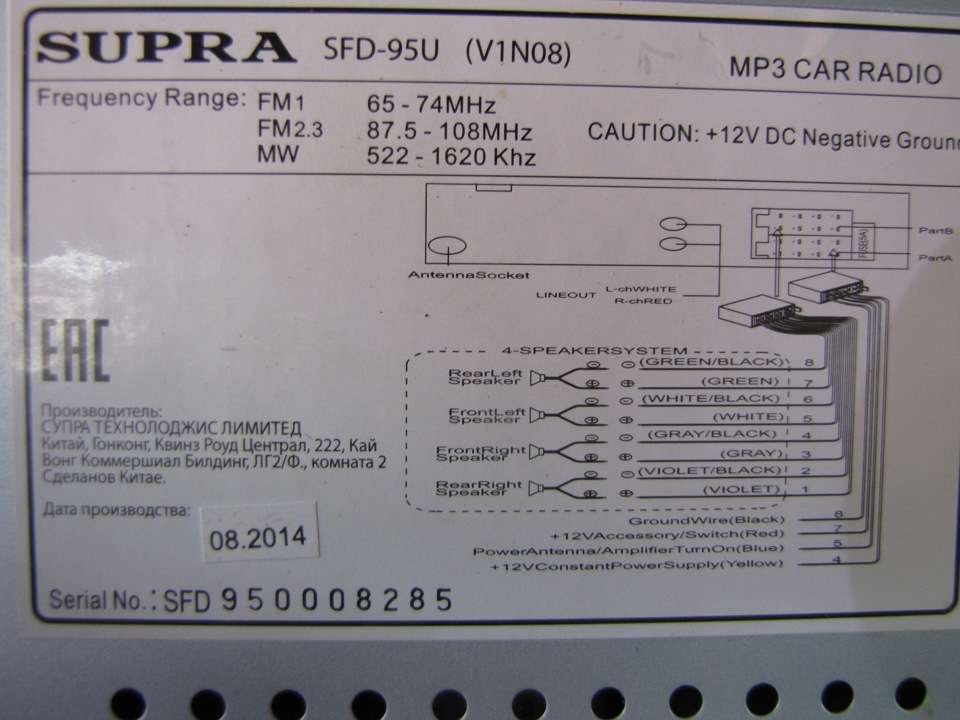 SUPRA SFD-95U (V1N08)
MP3 CAR RADIO
Frequency Range: FM1 65 - 74MHz
FM2.3 87.5 - 108MHz
MW 522 - 1620 Khz
CAUTION: +12V DC Negative Ground
FUSE(5A)
PartB
PartA
AntennaSocket
LINEOUT L-chWHITE
R-chRED
4-SPEAKERSYSTEM
RearLeft
Speaker
(GREEN/BLACK) 8
(GREEN) 7
FrontLeft
Speaker
(WHITE/BLACK) 6
(WHITE) 5
FrontRight
Speaker
(GRAY/BLACK) 4
(GRAY) 3
RearRight
Speaker
(VIOLET/BLACK) 2
(VIOLET) 1
GroundWire(Black) 8
+12VAccessory/Switch(Red) 7
PowerAntenna/AmplifierTurnOn(Blue) 5
+12VConstantPowerSupply(Yellow) 4
EAC
Производитель:
СУПРА ТЕХНОЛОДЖИС ЛИМИТЕД
Китай, Гонконг, Квинз Роуд Централ, 222, Кай
Вонг Коммершиал Билдинг, ЛГ2/Ф., комната 2
Сделанов Китае.
Дата производства: 08.2014
Serial No.: SFD 950008285